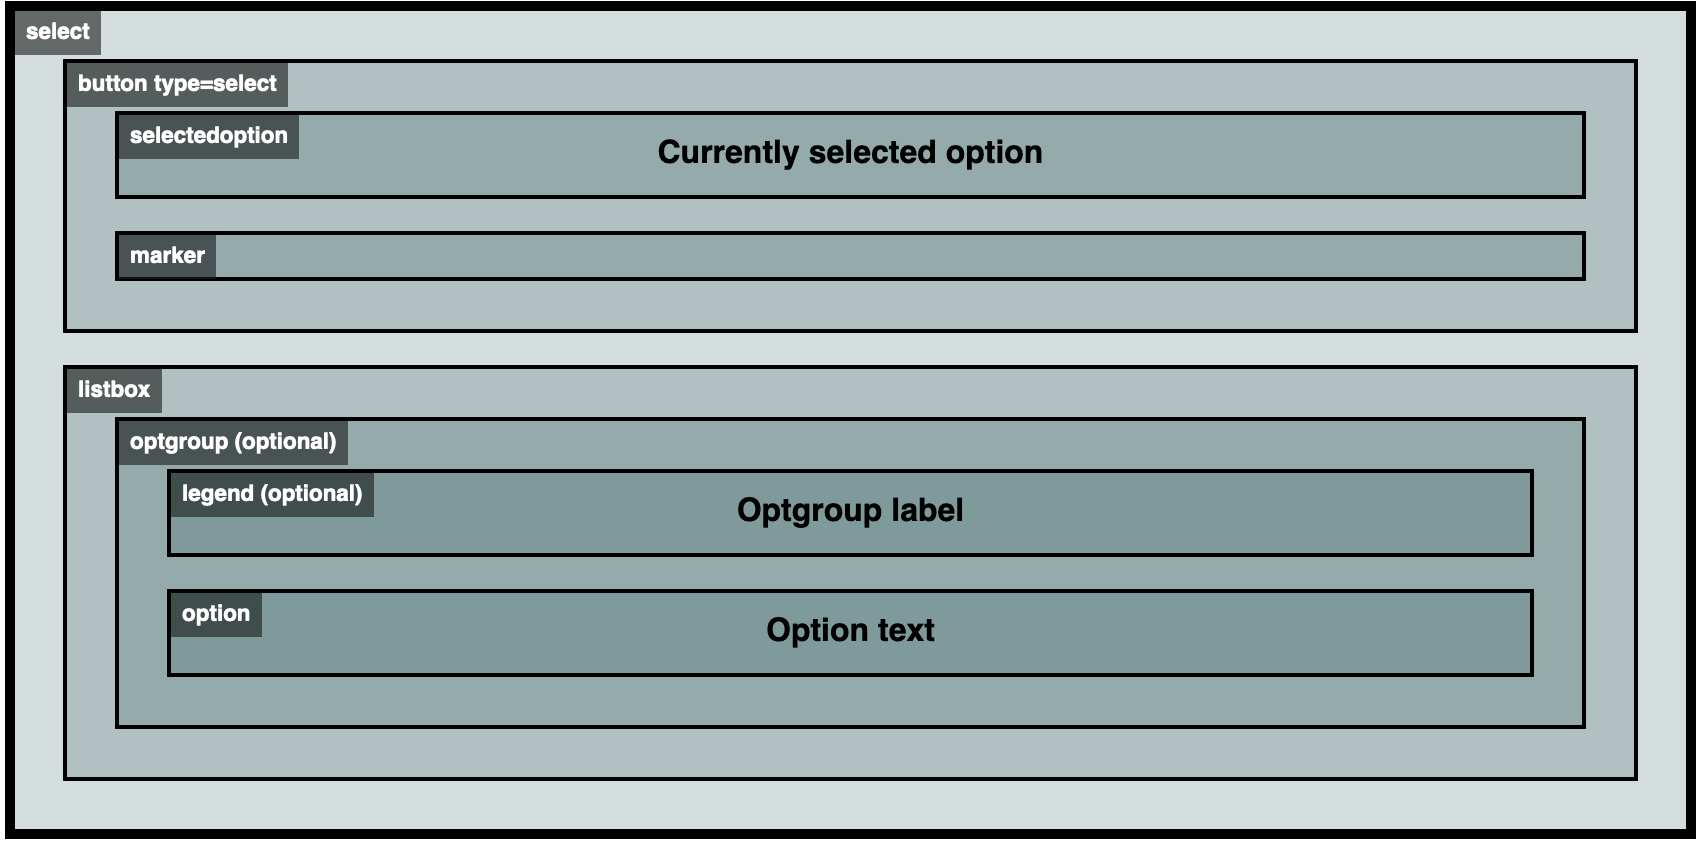 select
button type=select
selectedoption
Currently selected option
marker
listbox
optgroup (optional)
legend (optional)
Optgroup label
option
Option text